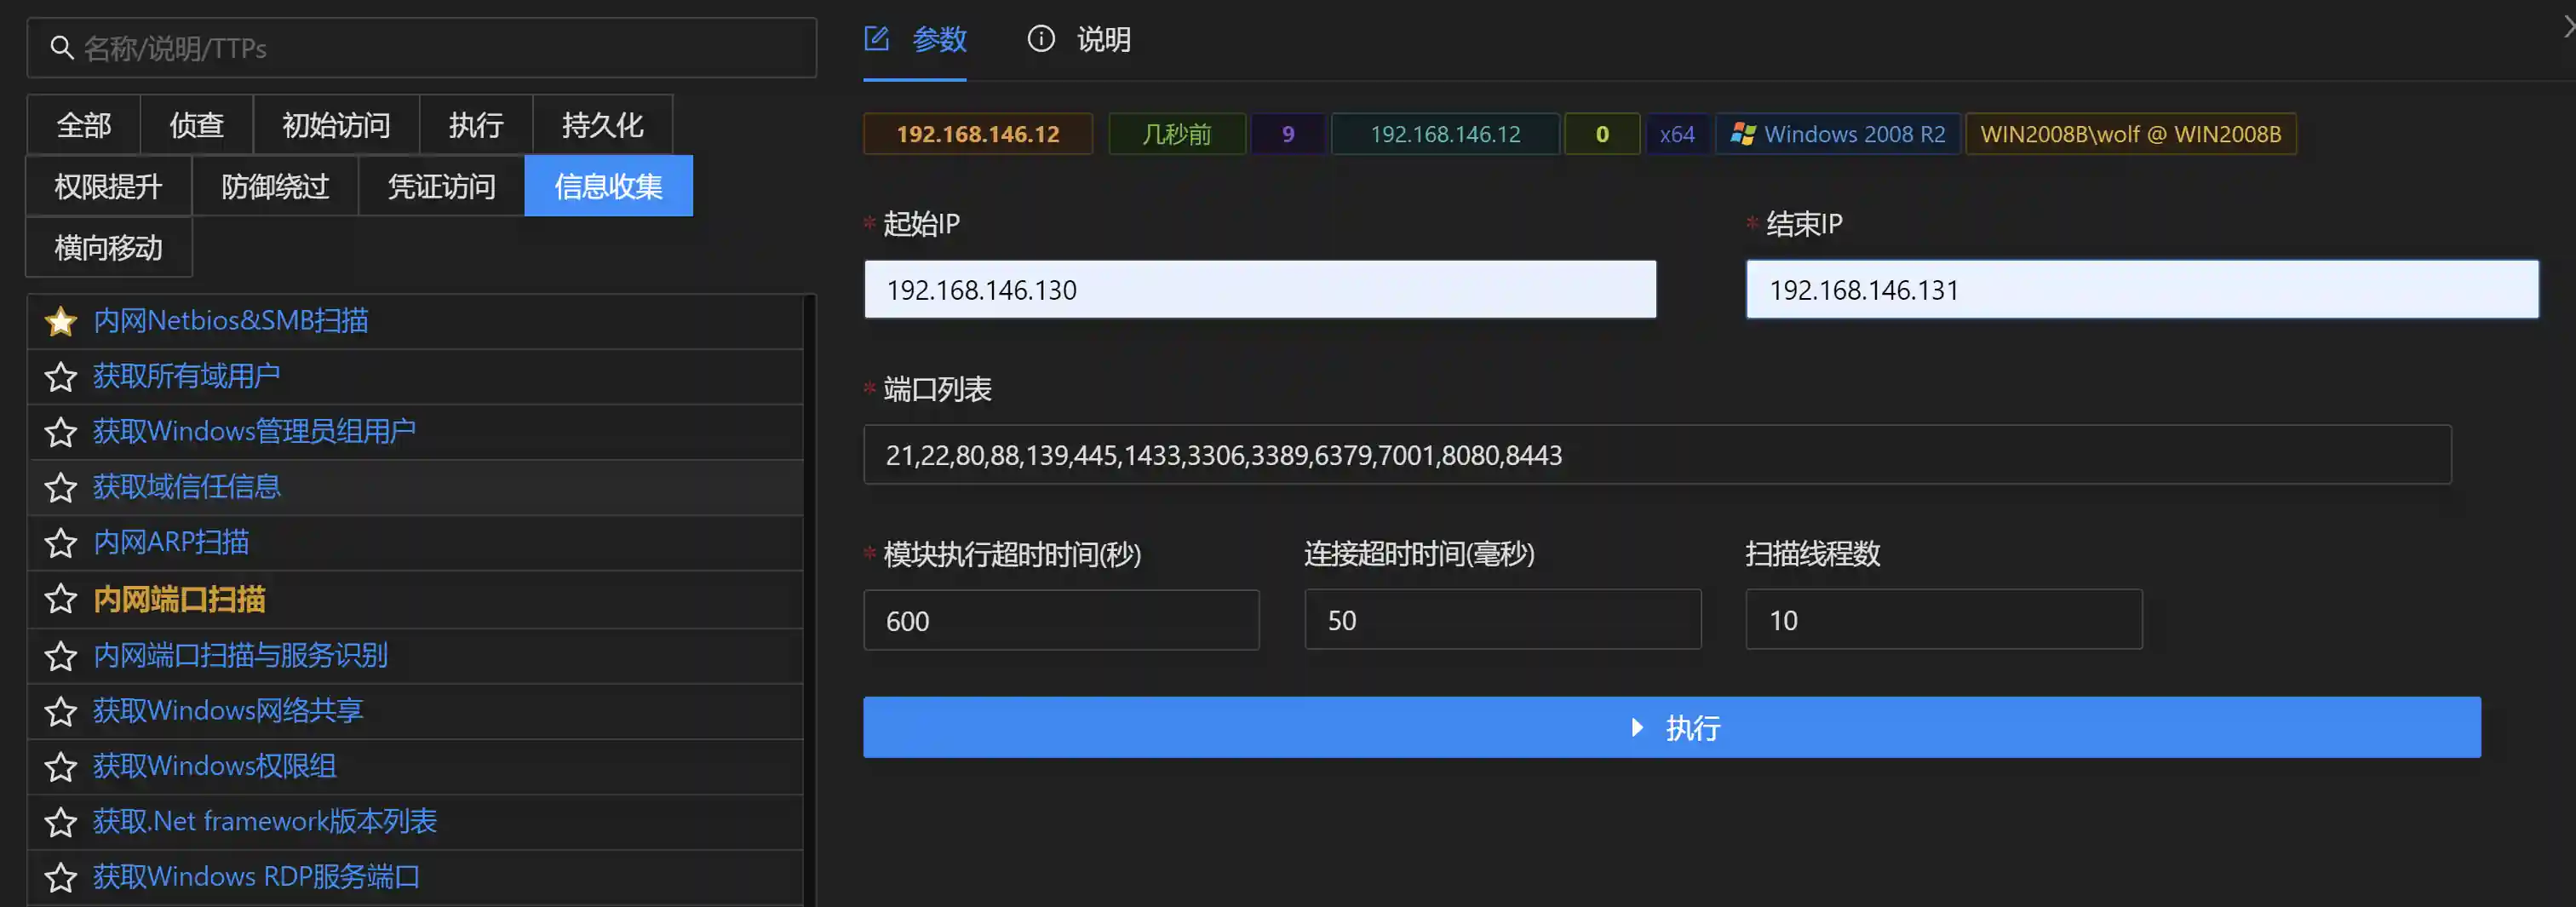 名称/说明/TTPs
全部 侦查 初始访问 执行 持久化
权限提升 防御绕过 凭证访问 信息收集
横向移动
内网Netbios&SMB扫描
获取所有域用户
获取Windows管理员组用户
获取域信任信息
内网ARP扫描
内网端口扫描
内网端口扫描与服务识别
获取Windows网络共享
获取Windows权限组
获取.Net framework版本列表
获取Windows RDP服务端口
参数 说明
192.168.146.12 几秒前 9 192.168.146.12 0 x64 Windows 2008 R2 WIN2008B\wolf @ WIN2008B
* 起始IP * 结束IP
192.168.146.130 192.168.146.131
* 端口列表
21,22,80,88,139,445,1433,3306,3389,6379,7001,8080,8443
* 模块执行超时时间(秒) 连接超时时间(毫秒) 扫描线程数
600 50 10
执行